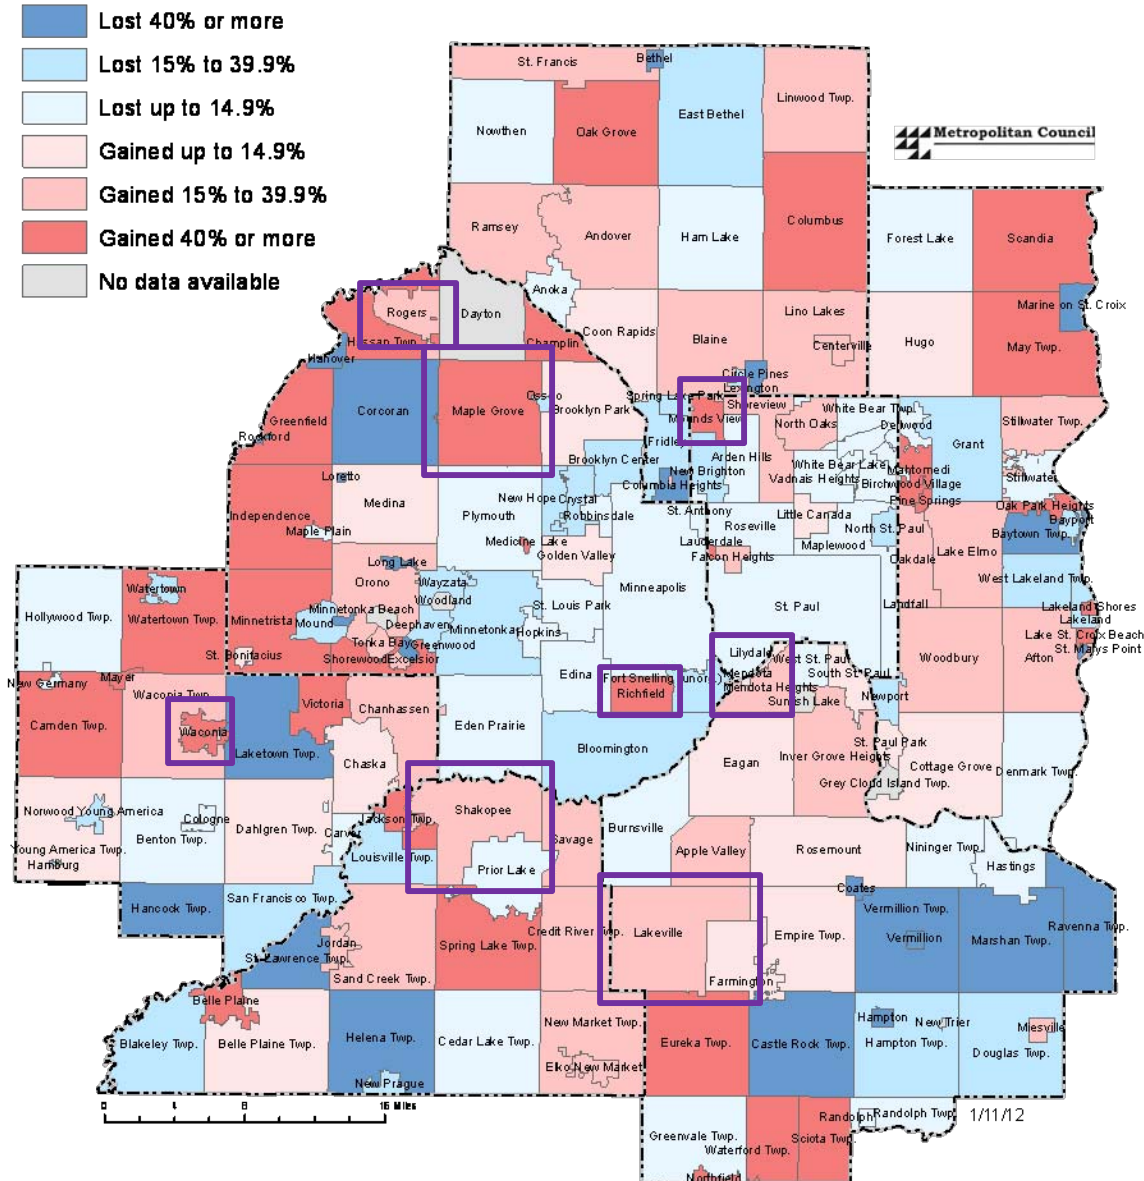 Lost 40% or more
Lost 15% to 39.9%
Lost up to 14.9%
Gained up to 14.9%
Gained 15% to 39.9%
Gained 40% or more
No data available
Metropolitan Council
St. Francis
Bethel
Linwood Twp.
Nowthen
Oak Grove
East Bethel
Columbus
Ramsey
Andover
Ham Lake
Forest Lake
Scandia
Anoka
Rogers
Dayton
Lino Lakes
Marine on St. Croix
Coon Rapids
Blaine
Centerville
Hugo
May Twp.
Hassan Twp.
Champlin
Hanover
Circle Pines
Lexington
Spring Lake Park
Shoreview
Corcoran
Maple Grove
Osseo
Brooklyn Park
Mounds View
North Oaks
White Bear Twp.
Dellwood
Stillwater Twp.
Greenfield
Rockford
Fridley
Grant
Brooklyn Center
Arden Hills
White Bear Lake
Mahtomedi
Loretto
New Brighton
Vadnais Heights
Birchwood Village
Stillwater
Columbia Heights
Pine Springs
Medina
New Hope
Crystal
Oak Park Heights
Independence
Plymouth
Robbinsdale
St. Anthony
Little Canada
Bayport
Maple Plain
Roseville
North St. Paul
Baytown Twp.
Medicine Lake
Lauderdale
Maplewood
Golden Valley
Falcon Heights
Oakdale
Lake Elmo
Long Lake
Orono
Wayzata
West Lakeland Twp.
Hollywood Twp.
Watertown
Woodland
Minneapolis
Minnetonka Beach
St. Louis Park
St. Paul
Landfall
Lakeland Shores
Watertown Twp.
Minnetrista
Mound
Deephaven
Minnetonka
Hopkins
Lakeland
Tonka Bay
Greenwood
Lake St. Croix Beach
St. Bonifacius
Shorewood
Excelsior
Lilydale
West St. Paul
St. Marys Point
Woodbury
Afton
New Germany
Mayer
Edina
Fort Snelling (unorg.)
Mendota
South St. Paul
Waconia Twp.
Richfield
Mendota Heights
Newport
Victoria
Chanhassen
Sunfish Lake
Camden Twp.
Waconia
Eden Prairie
Laketown Twp.
Bloomington
St. Paul Park
Chaska
Eagan
Inver Grove Heights
Cottage Grove
Denmark Twp.
Grey Cloud Island Twp.
Norwood Young America
Cologne
Shakopee
Jackson Twp.
Benton Twp.
Dahlgren Twp.
Carver
Savage
Burnsville
Young America Twp.
Louisville Twp.
Apple Valley
Rosemount
Nininger Twp.
Hamburg
Prior Lake
Hastings
Coates
San Francisco Twp.
Hancock Twp.
Vermillion Twp.
Ravenna Twp.
Jordan
Spring Lake Twp.
Credit River Twp.
Lakeville
Empire Twp.
Vermillion
Marshan Twp.
St. Lawrence Twp.
Sand Creek Twp.
Farmington
Belle Plaine
New Market Twp.
Hampton
New Trier
Miesville
Blakeley Twp.
Belle Plaine Twp.
Helena Twp.
Cedar Lake Twp.
Eureka Twp.
Castle Rock Twp.
Hampton Twp.
Douglas Twp.
Elko New Market
New Prague
0 4 8 16 Miles
Randolph
Randolph Twp.
1/11/12
Greenvale Twp.
Waterford Twp.
Sciota Twp.
Northfield